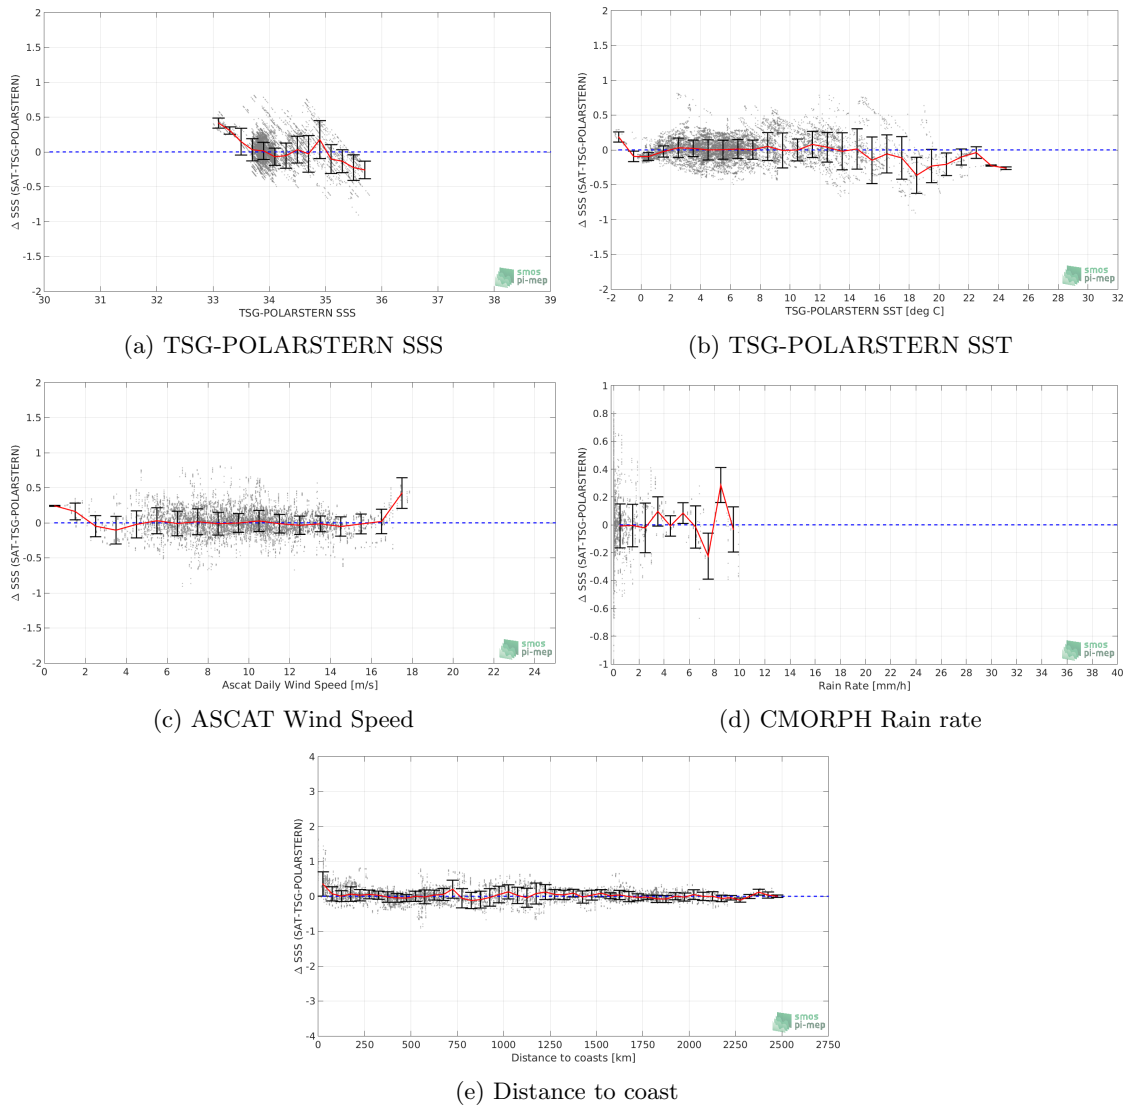 2
1.5
1
0.5
0
-0.5
-1
-1.5
-2
Δ SSS (SAT-TSG-POLARSTERN)
30 31 32 33 34 35 36 37 38 39
TSG-POLARSTERN SSS
smos
pi-mep
(a) TSG-POLARSTERN SSS
2
1.5
1
0.5
0
-0.5
-1
-1.5
-2
Δ SSS (SAT-TSG-POLARSTERN)
-2 0 2 4 6 8 10 12 14 16 18 20 22 24 26 28 30 32
TSG-POLARSTERN SST [deg C]
smos
pi-mep
(b) TSG-POLARSTERN SST
2
1.5
1
0.5
0
-0.5
-1
-1.5
-2
Δ SSS (SAT-TSG-POLARSTERN)
0 2 4 6 8 10 12 14 16 18 20 22 24
Ascat Daily Wind Speed [m/s]
smos
pi-mep
(c) ASCAT Wind Speed
1
0.8
0.6
0.4
0.2
0
-0.2
-0.4
-0.6
-0.8
-1
Δ SSS (SAT-TSG-POLARSTERN)
0 2 4 6 8 10 12 14 16 18 20 22 24 26 28 30 32 34 36 38 40
Rain Rate [mm/h]
smos
pi-mep
(d) CMORPH Rain rate
4
3
2
1
0
-1
-2
-3
-4
Δ SSS (SAT-TSG-POLARSTERN)
0 250 500 750 1000 1250 1500 1750 2000 2250 2500 2750
Distance to coasts [km]
smos
pi-mep
(e) Distance to coast